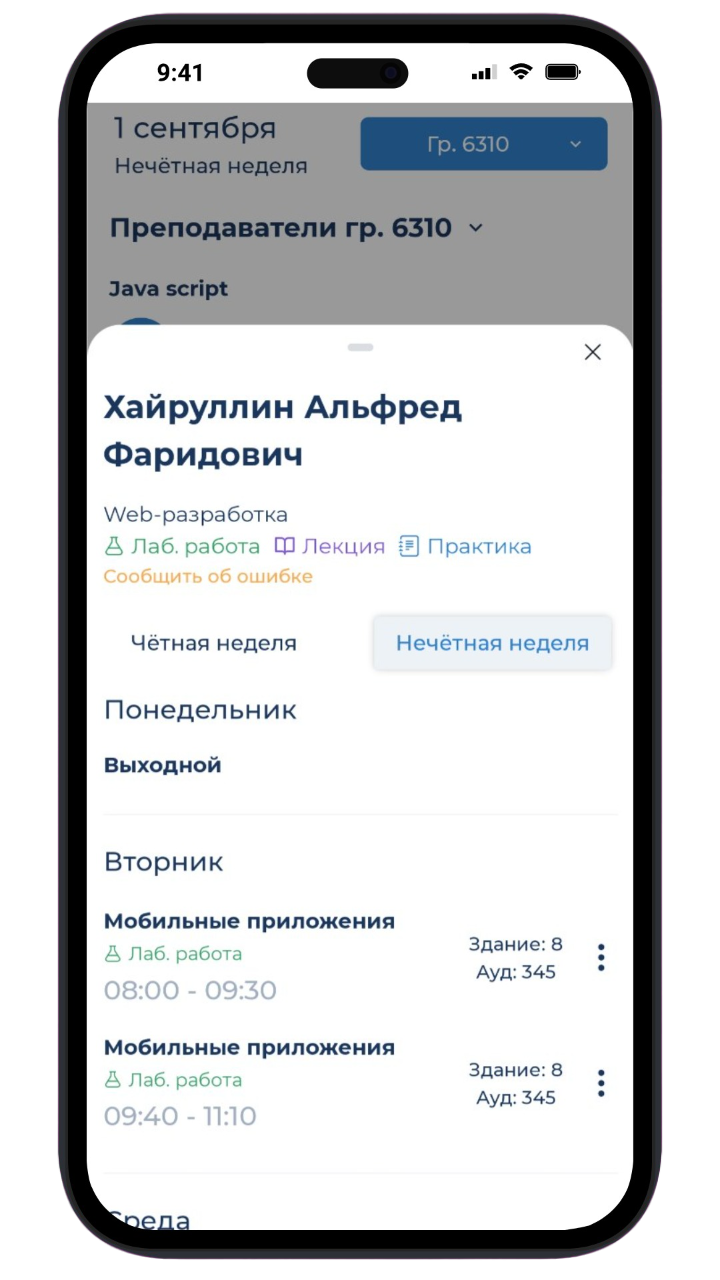 9:41
1 сентября
Гр. 6310
Нечётная неделя
Преподаватели гр. 6310
Java script
Хайруллин Альфред
Фаридович
Web-разработка
Лаб. работа Лекция Практика
Сообщить об ошибке
Чётная неделя Нечётная неделя
Понедельник
Выходной
Вторник
Мобильные приложения
Лаб. работа
08:00 - 09:30
Здание: 8
Ауд: 345
Мобильные приложения
Лаб. работа
09:40 - 11:10
Здание: 8
Ауд: 345
Среда